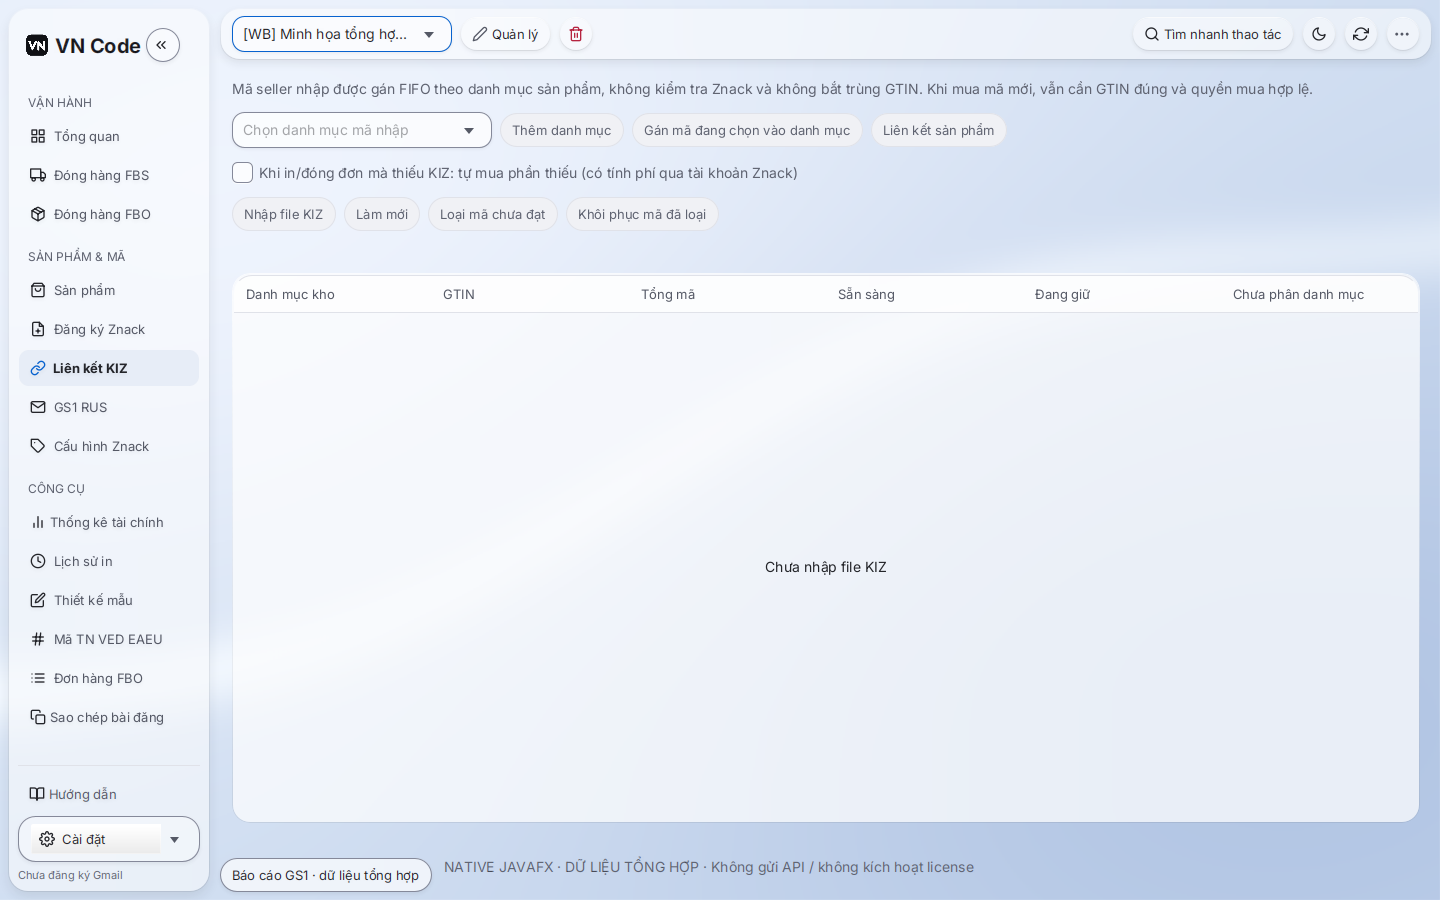 VN VN Code
VẬN HÀNH
Tổng quan
Đóng hàng FBS
Đóng hàng FBO
SẢN PHẨM & MÃ
Sản phẩm
Đăng ký Znack
Liên kết KIZ
GS1 RUS
Cấu hình Znack
CÔNG CỤ
Thống kê tài chính
Lịch sử in
Thiết kế mẫu
Mã TN VED EAEU
Đơn hàng FBO
Sao chép bài đăng
Hướng dẫn
Cài đặt
Chưa đăng ký Gmail
[WB] Minh họa tổng hợ... Quản lý Tìm nhanh thao tác
Mã seller nhập được gán FIFO theo danh mục sản phẩm, không kiểm tra Znack và không bắt trùng GTIN. Khi mua mã mới, vẫn cần GTIN đúng và quyền mua hợp lệ.
Chọn danh mục mã nhập Thêm danh mục Gán mã đang chọn vào danh mục Liên kết sản phẩm
Khi in/đóng đơn mà thiếu KIZ: tự mua phần thiếu (có tính phí qua tài khoản Znack)
Nhập file KIZ Làm mới Loại mã chưa đạt Khôi phục mã đã loại
Danh mục kho GTIN Tổng mã Sẵn sàng Đang giữ Chưa phân danh mục
Chưa nhập file KIZ
Báo cáo GS1 · dữ liệu tổng hợp NATIVE JAVAFX · DỮ LIỆU TỔNG HỢP · Không gửi API / không kích hoạt license